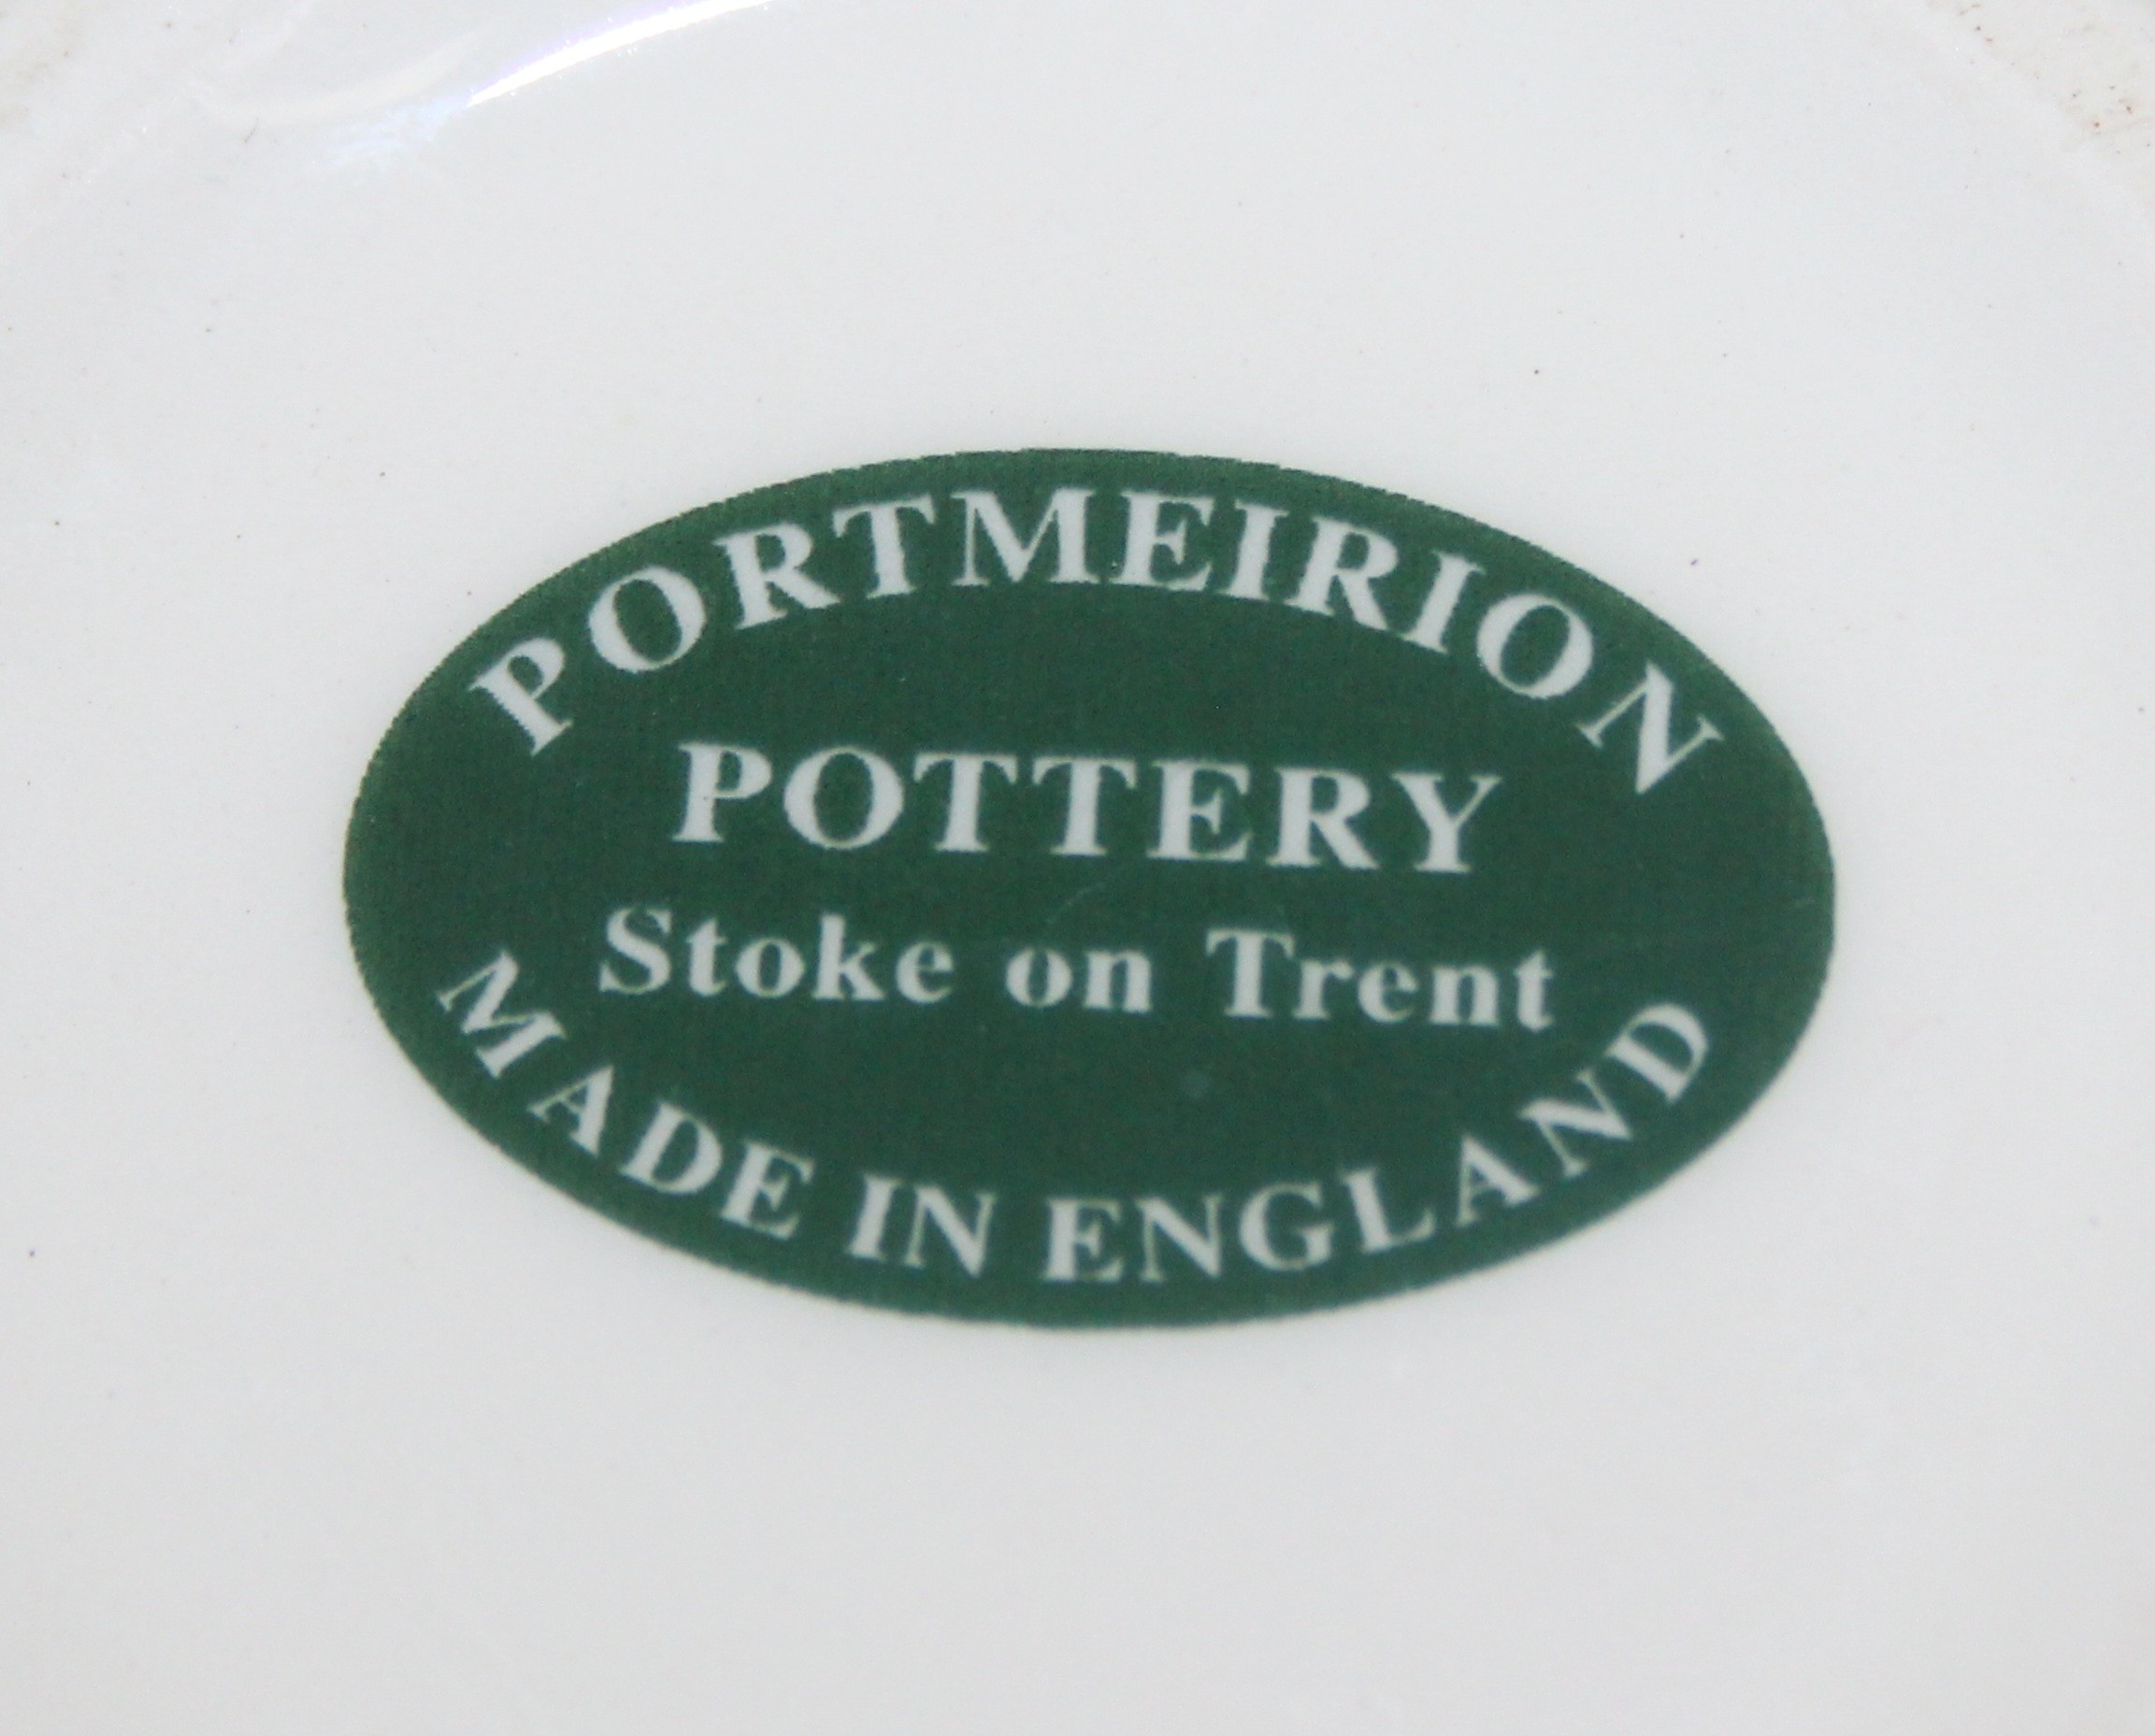 PORTMEIRION
POTTERY
Stoke on Trent
MADE IN ENGLAND